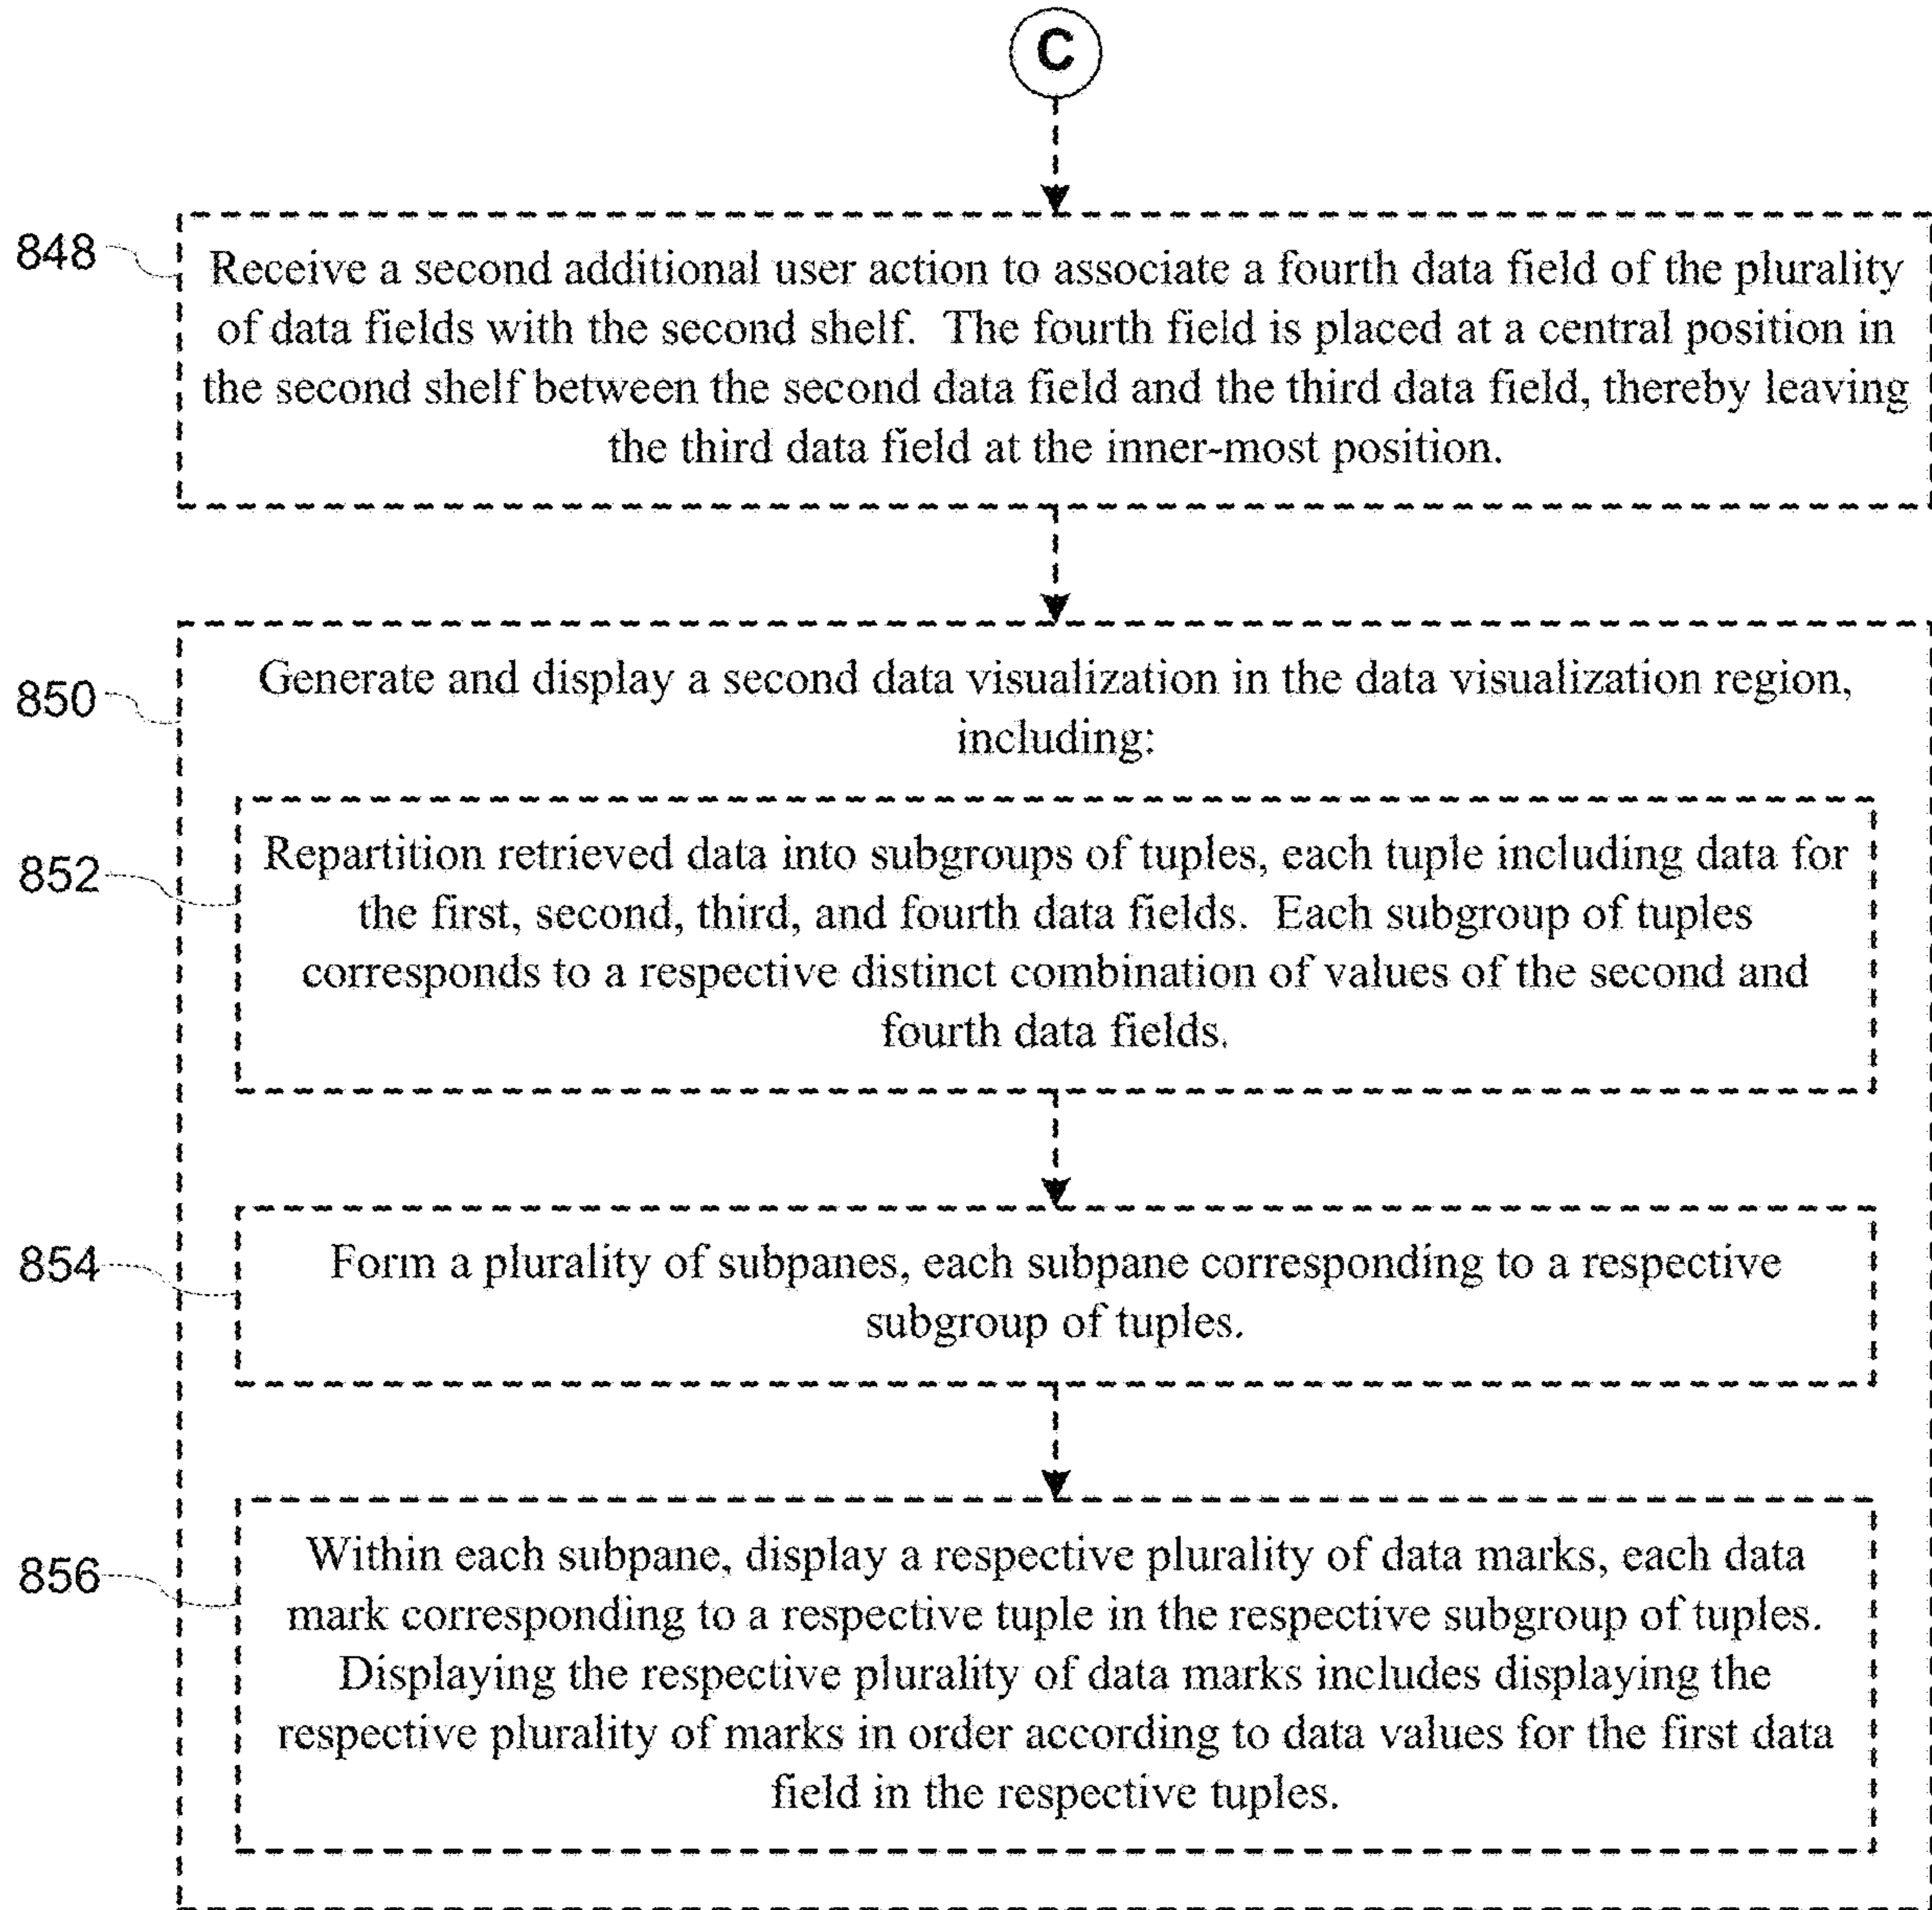 C
848
Receive a second additional user action to associate a fourth data field of the plurality
of data fields with the second shelf. The fourth field is placed at a central position in
the second shelf between the second data field and the third data field, thereby leaving
the third data field at the inner-most position.
850
Generate and display a second data visualization in the data visualization region,
including:
852
Repartition retrieved data into subgroups of tuples, each tuple including data for
the first, second, third, and fourth data fields. Each subgroup of tuples
corresponds to a respective distinct combination of values of the second and
fourth data fields.
854
Form a plurality of subpanes, each subpane corresponding to a respective
subgroup of tuples.
856
Within each subpane, display a respective plurality of data marks, each data
mark corresponding to a respective tuple in the respective subgroup of tuples.
Displaying the respective plurality of data marks includes displaying the
respective plurality of marks in order according to data values for the first data
field in the respective tuples.